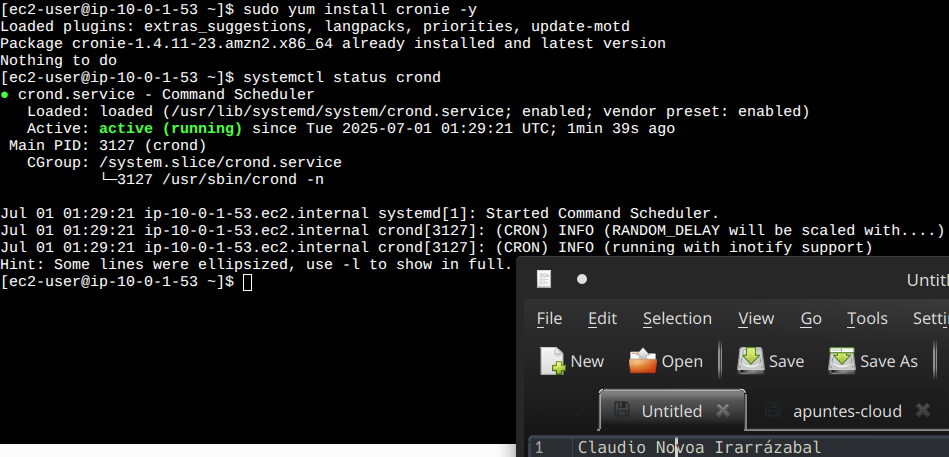 [ec2-user@ip-10-0-1-53 ~]$ sudo yum install cronie -y
Loaded plugins: extras_suggestions, langpacks, priorities, update-motd
Package cronie-1.4.11-23.amzn2.x86_64 already installed and latest version
Nothing to do
[ec2-user@ip-10-0-1-53 ~]$ systemctl status crond
● crond.service - Command Scheduler
   Loaded: loaded (/usr/lib/systemd/system/crond.service; enabled; vendor preset: enabled)
   Active: active (running) since Tue 2025-07-01 01:29:21 UTC; 1min 39s ago
 Main PID: 3127 (crond)
   CGroup: /system.slice/crond.service
           └─3127 /usr/sbin/crond -n
Jul 01 01:29:21 ip-10-0-1-53.ec2.internal systemd[1]: Started Command Scheduler.
Jul 01 01:29:21 ip-10-0-1-53.ec2.internal crond[3127]: (CRON) INFO (RANDOM_DELAY will be scaled with....)
Jul 01 01:29:21 ip-10-0-1-53.ec2.internal crond[3127]: (CRON) INFO (running with inotify support)
Hint: Some lines were ellipsized, use -l to show in full.
[ec2-user@ip-10-0-1-53 ~]$
File Edit Selection View Go Tools
New Open Save Save As
Untitled apuntes-cloud
1 Claudio Novoa Irarrázabal